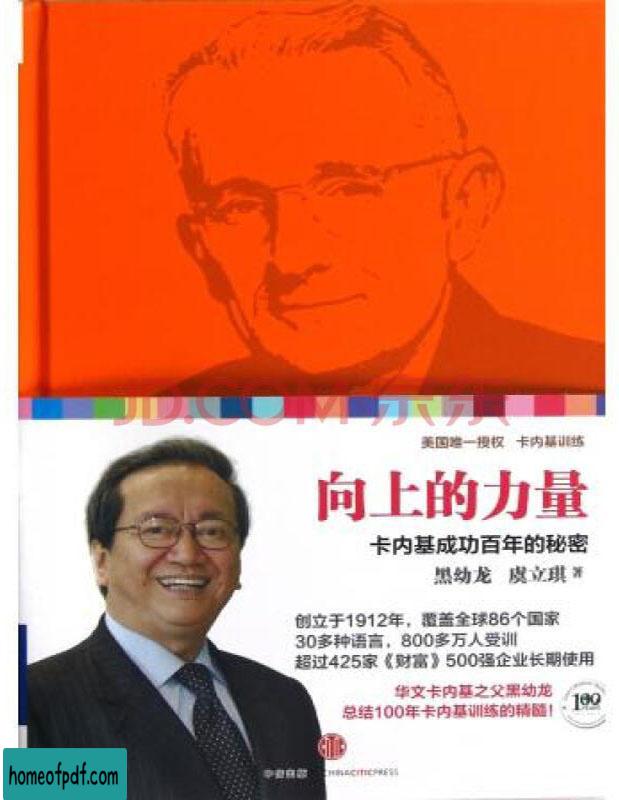 JD.COM 京东
美国唯一授权 卡内基训练
向上的力量
卡内基成功百年的秘密
黑幼龙 虞立琪 著
创立于1912年，覆盖全球86个国家
30多种语言，800多万人受训
超过425家《财富》500强企业长期使用
华文卡内基之父黑幼龙
总结100年卡内基训练的精髓！
100
中信出版
CHINACITICPRESS
homeofpdf.com